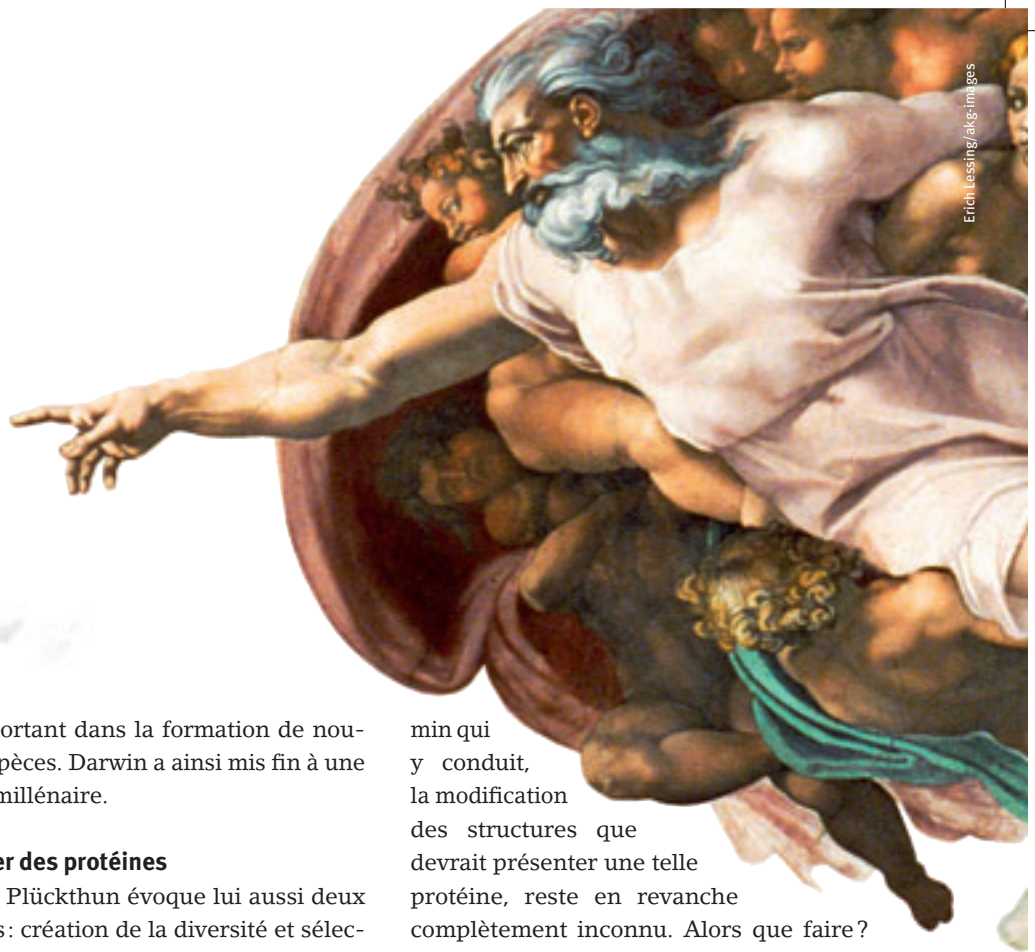 Erich Lessing/akg-images
ortant dans la formation de nou-
pèces. Darwin a ainsi mis fin à une
millénaire.
er des protéines
Plückthun évoque lui aussi deux
s : création de la diversité et sélec-
min qui
y conduit,
la modification
des structures que
devrait présenter une telle
protéine, reste en revanche
complètement inconnu. Alors que faire ?